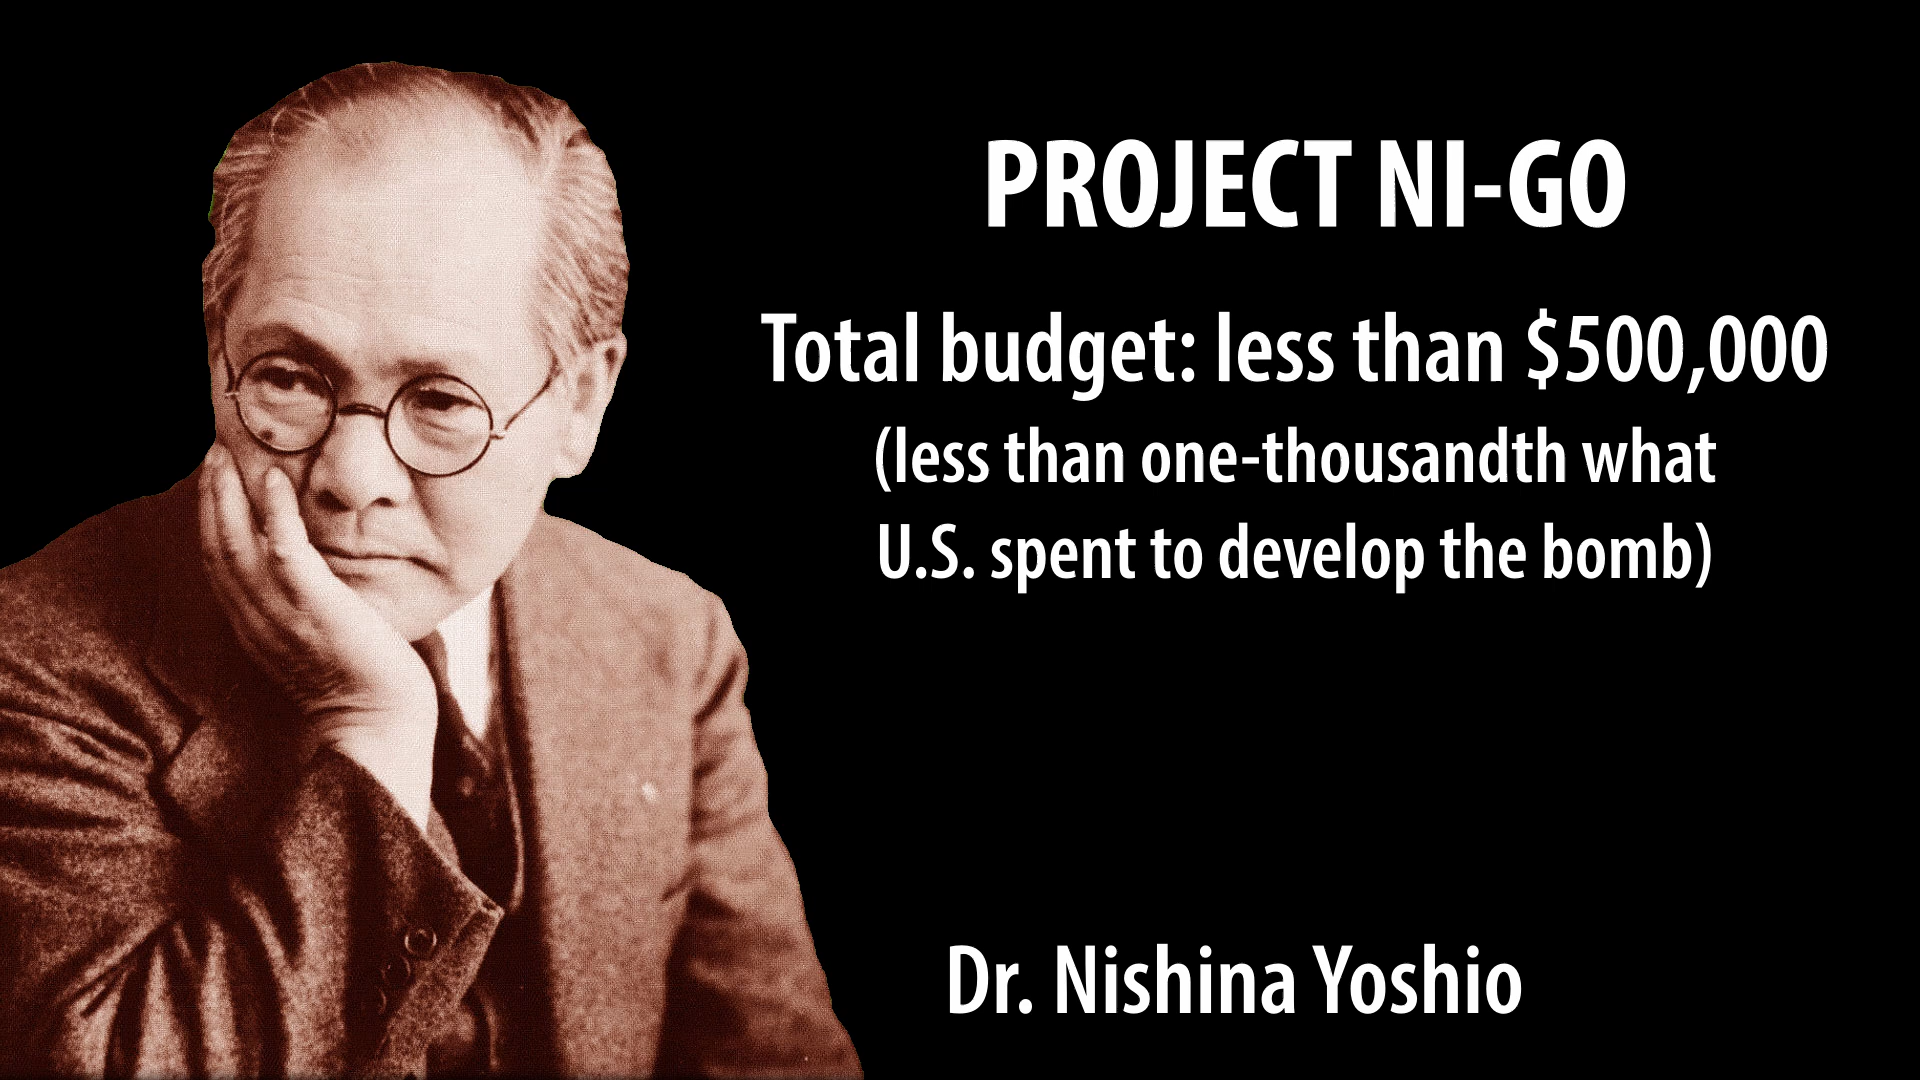 PROJECT NI-GO
Total budget: less than $500,000
(less than one-thousandth what
U.S. spent to develop the bomb)
Dr. Nishina Yoshio